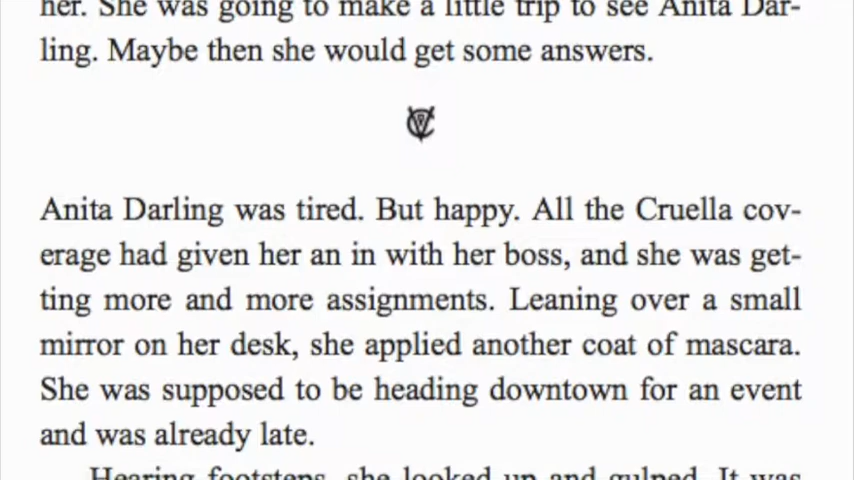 her. She was going to make a little trip to see Anita Dar-
ling. Maybe then she would get some answers.
Anita Darling was tired. But happy. All the Cruella cov-
erage had given her an in with her boss, and she was get-
ting more and more assignments. Leaning over a small
mirror on her desk, she applied another coat of mascara.
She was supposed to be heading downtown for an event
and was already late.
Hearing footsteps, she looked up and gulped. It was